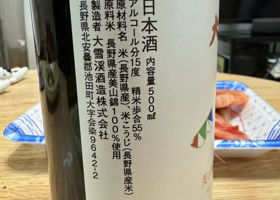 日本酒 内容量500ml
アルコール分15度 精米歩合55%
原材料名 米(長野県産)、米こうじ(長野県産米)
原料米 長野県産美山錦100%使用
製造者 大雪渓酒造株式会社
長野県北安曇郡池田町大字会染9642-2